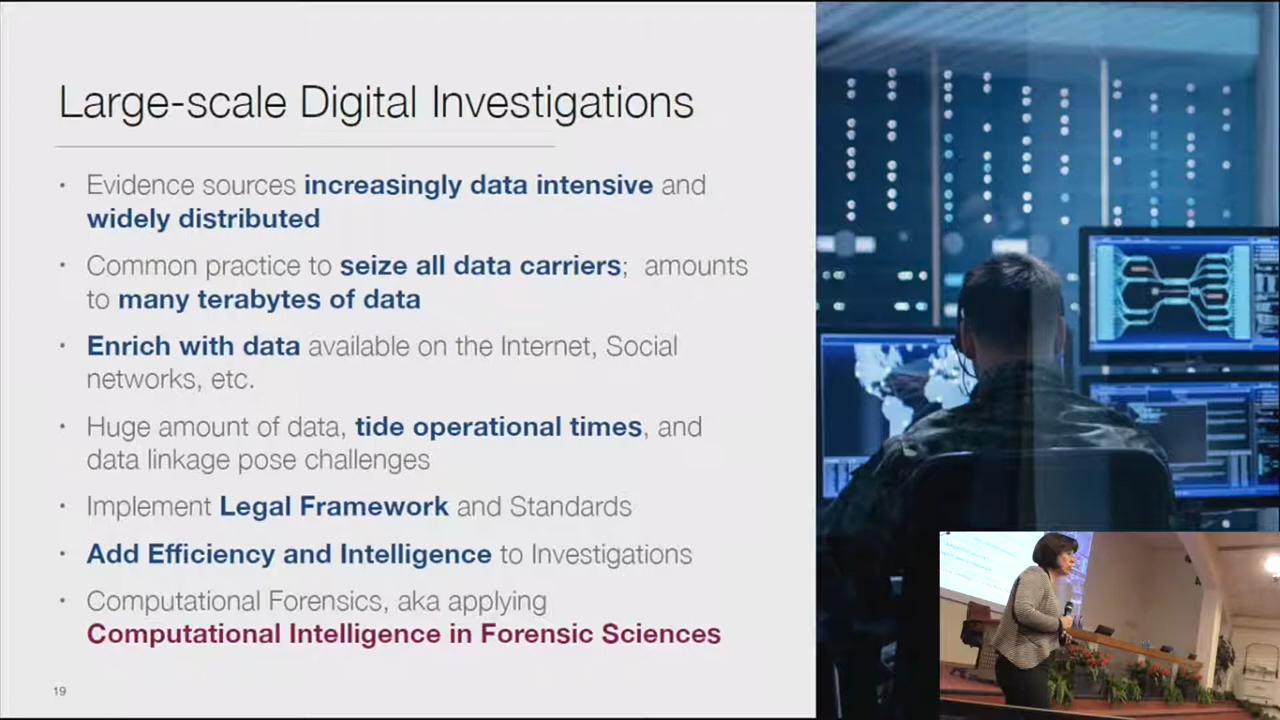 Large-scale Digital Investigations
· Evidence sources increasingly data intensive and
widely distributed
· Common practice to seize all data carriers; amounts
to many terabytes of data
· Enrich with data available on the Internet, Social
networks, etc.
· Huge amount of data, tide operational times, and
data linkage pose challenges
· Implement Legal Framework and Standards
· Add Efficiency and Intelligence to Investigations
· Computational Forensics, aka applying
Computational Intelligence in Forensic Sciences
19